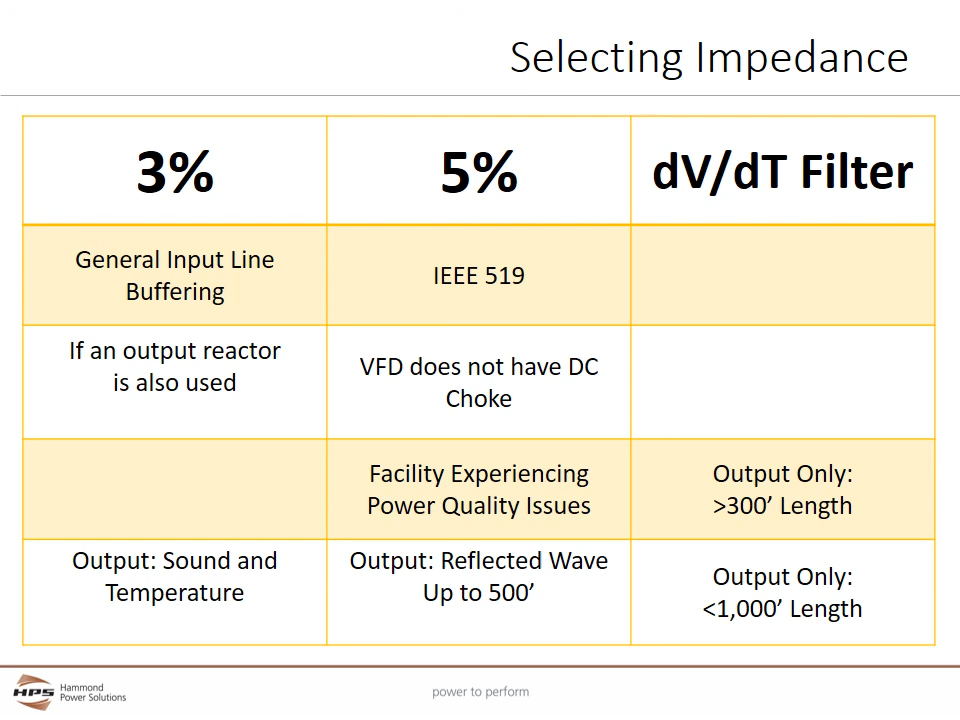 Selecting Impedance
3%
5%
dV/dT Filter
General Input Line
Buffering
IEEE 519
If an output reactor
is also used
VFD does not have DC
Choke
Facility Experiencing
Power Quality Issues
Output Only:
>300’ Length
Output: Sound and
Temperature
Output: Reflected Wave
Up to 500’
Output Only:
<1,000’ Length
HPS
Hammond
Power Solutions
power to perform